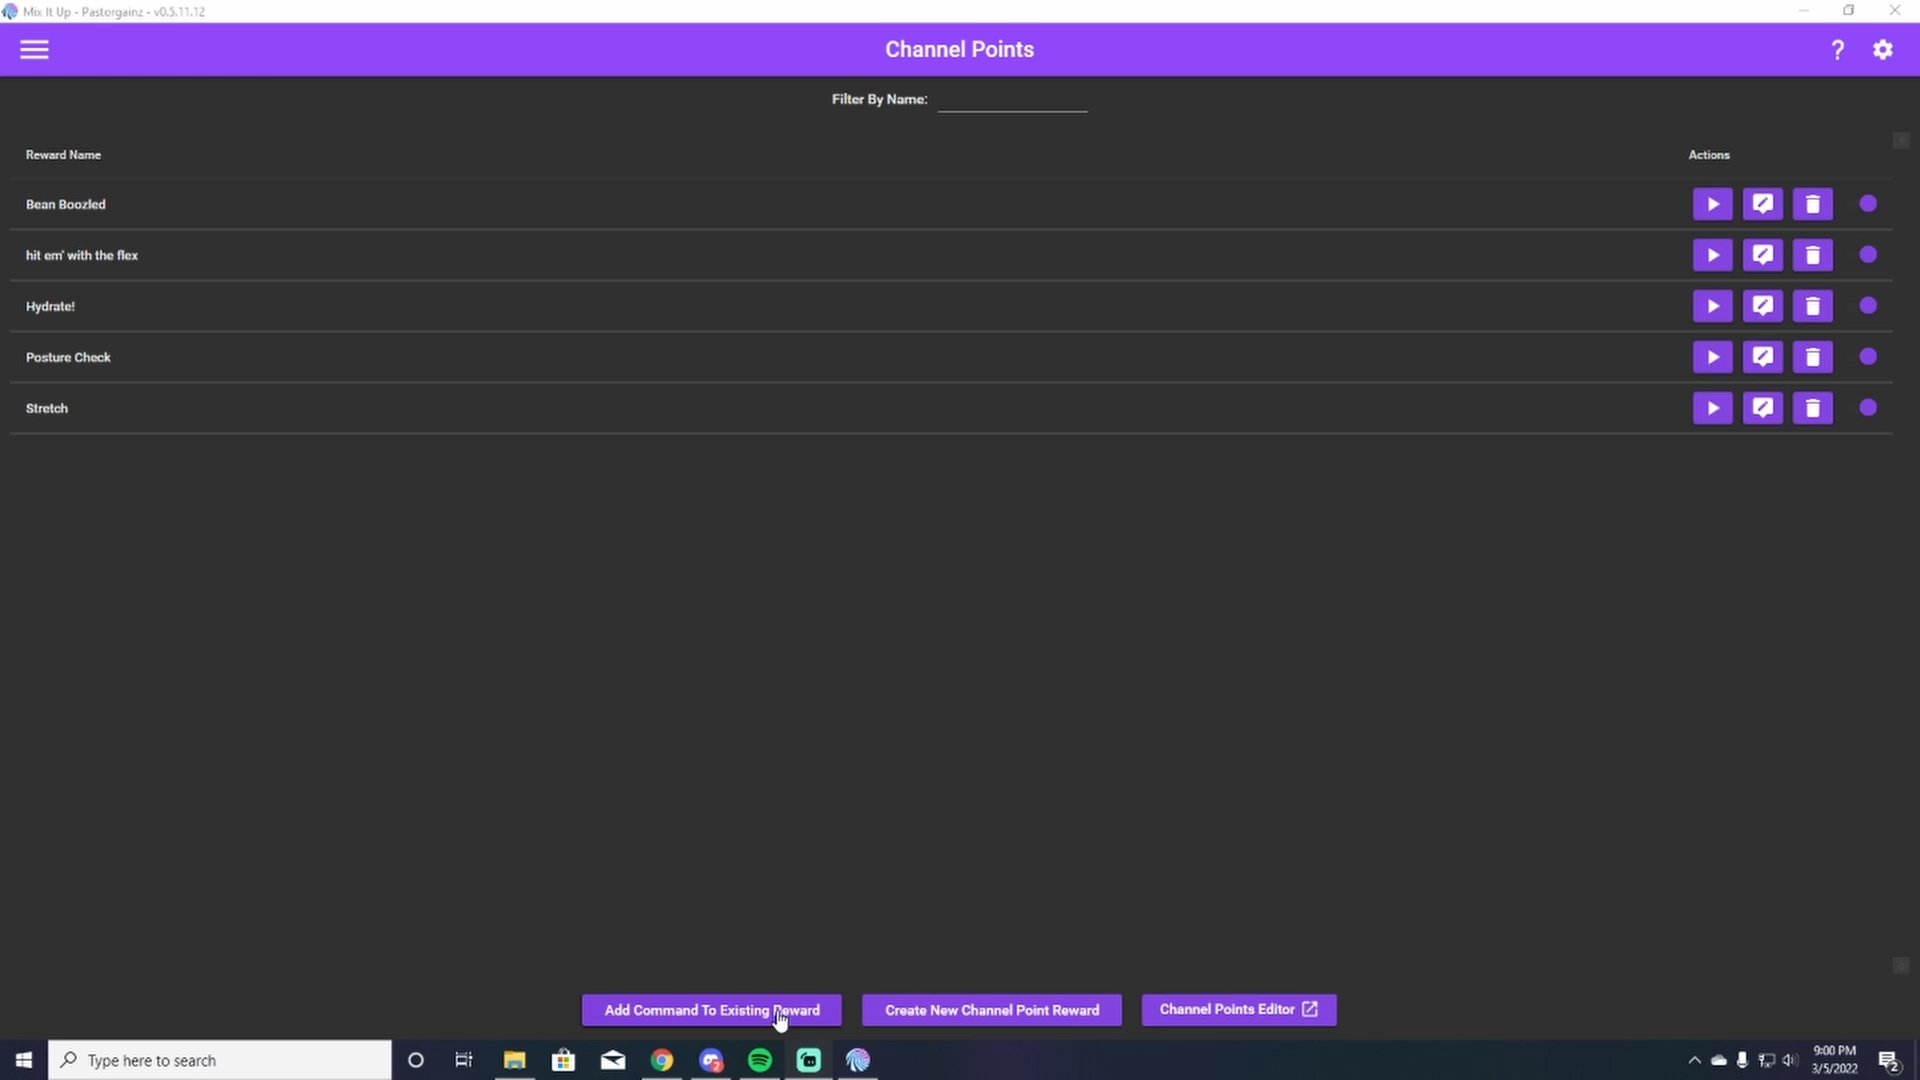 Mix It Up - Pastorgainz - v0.5.11.12
Channel Points
?
Filter By Name:
Reward Name
Actions
Bean Boozled
hit em' with the flex
Hydrate!
Posture Check
Stretch
Add Command To Existing Reward
Create New Channel Point Reward
Channel Points Editor
Type here to search
9:00 PM
3/5/2022
2